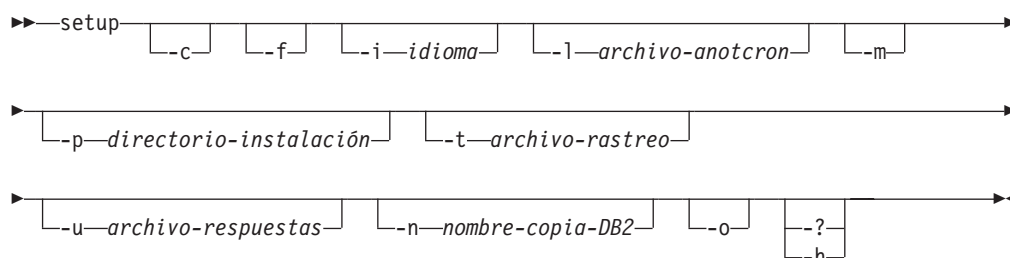 setup
-c -f -i idioma -l archivo-anotcron -m
-p directorio-instalación -t archivo-rastreo
-u archivo-respuestas -n nombre-copia-DB2 -o -?
-h